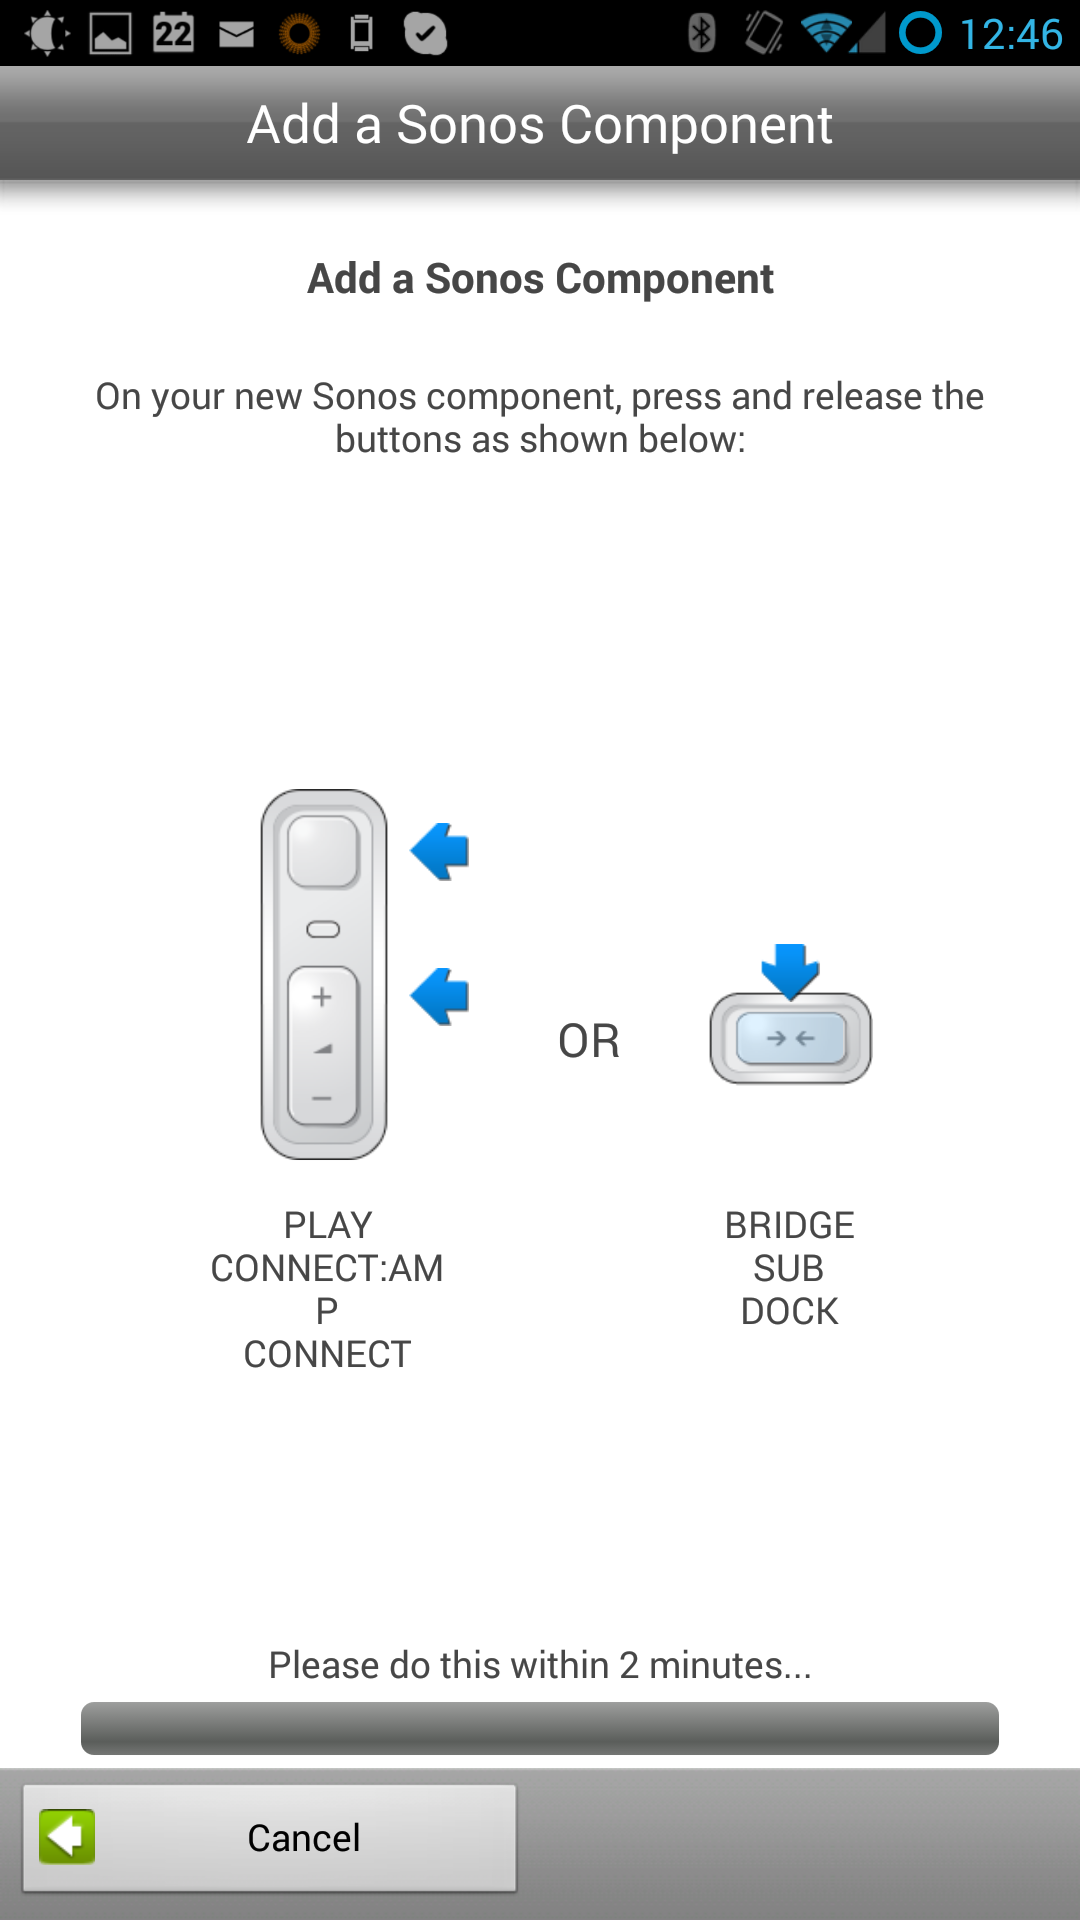 22
12:46
Add a Sonos Component
Add a Sonos Component
On your new Sonos component, press and release the
buttons as shown below:
+
−
OR
PLAY
CONNECT:AM
P
CONNECT
BRIDGE
SUB
DOCK
Please do this within 2 minutes...
Cancel